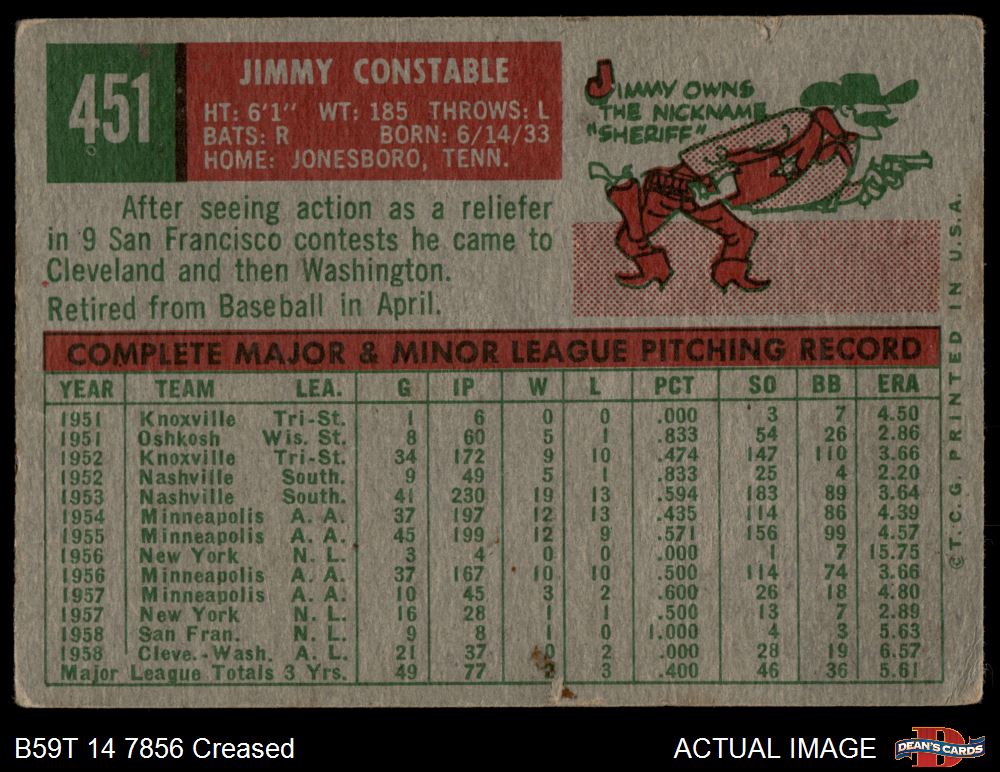 451
JIMMY CONSTABLE
HT: 6'1" WT: 185 THROWS: L
BATS: R BORN: 6/14/33
HOME: JONESBORO, TENN.
JIMMY OWNS
THE NICKNAME
"SHERIFF"
After seeing action as a reliefer
in 9 San Francisco contests he came to
Cleveland and then Washington.
Retired from Baseball in April.
COMPLETE MAJOR & MINOR LEAGUE PITCHING RECORD
YEAR TEAM LEA. G IP W L PCT SO BB ERA
1951 Knoxville Tri-St. 1 6 0 0 .000 3 7 4.50
1951 Oshkosh Wis. St. 8 60 5 1 .833 54 26 2.86
1952 Knoxville Tri-St. 34 172 9 10 .474 147 110 3.66
1952 Nashville South. 9 49 5 1 .833 25 4 2.20
1953 Nashville South. 41 230 19 13 .594 183 89 3.64
1954 Minneapolis A. A. 37 197 12 13 .435 114 86 4.39
1955 Minneapolis A. A. 45 199 12 9 .571 156 99 4.57
1956 New York N. L. 3 4 0 0 .000 1 7 15.75
1956 Minneapolis A. A. 37 167 10 10 .500 114 74 3.66
1957 Minneapolis A. A. 10 45 3 2 .600 26 18 4.80
1957 New York N. L. 16 28 1 1 .500 13 7 2.89
1958 San Fran. N. L. 9 8 1 0 1.000 4 3 5.63
1958 Cleve.-Wash. A. L. 21 37 0 2 .000 28 19 6.57
Major League Totals 3 Yrs. 49 77 2 3 .400 46 36 5.61
©T.C.G. PRINTED IN U.S.A.
B59T 14 7856 Creased
ACTUAL IMAGE
DEAN'S CARDS